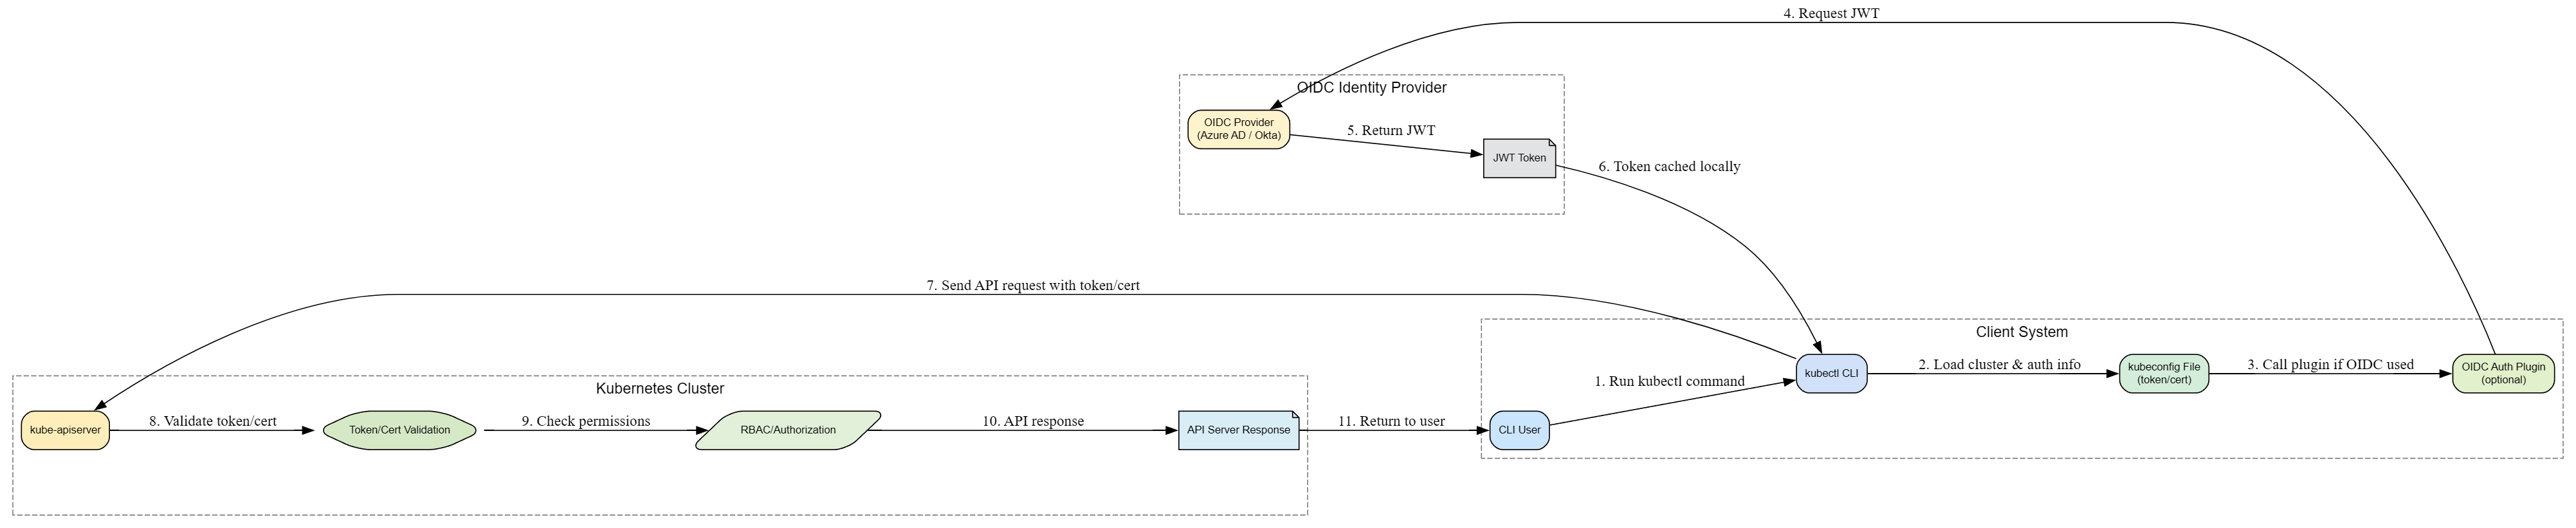 4. Request JWT
OIDC Identity Provider
OIDC Provider
(Azure AD / Okta)
5. Return JWT
JWT Token
6. Token cached locally
7. Send API request with token/cert
Client System
kubectl CLI
2. Load cluster & auth info
kubeconfig File
(token/cert)
3. Call plugin if OIDC used
OIDC Auth Plugin
(optional)
1. Run kubectl command
Kubernetes Cluster
kube-apiserver
8. Validate token/cert
Token/Cert Validation
9. Check permissions
RBAC/Authorization
10. API response
API Server Response
11. Return to user
CLI User